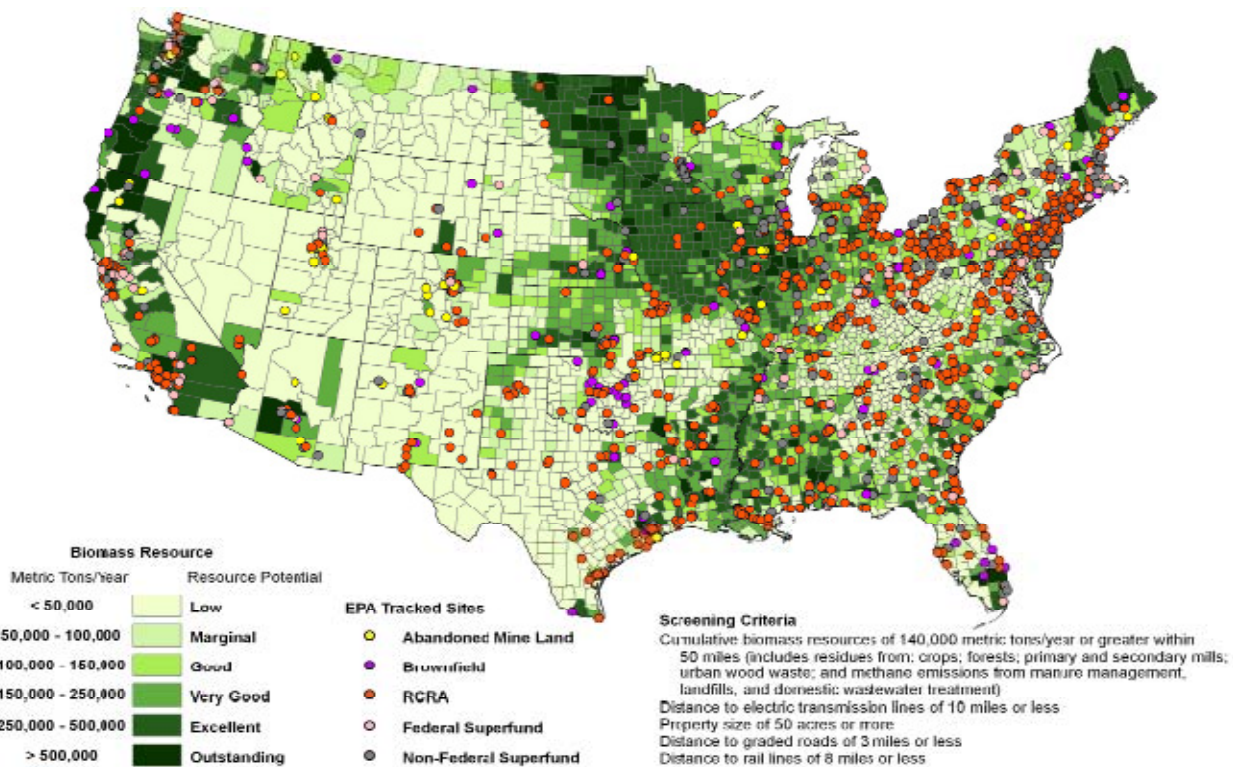 Biomass Resource
Metric Tons/Year Resource Potential
< 50,000 Low
50,000 - 100,000 Marginal
100,000 - 150,000 Good
150,000 - 250,000 Very Good
250,000 - 500,000 Excellent
> 500,000 Outstanding
EPA Tracked Sites
Abandoned Mine Land
Brownfield
RCRA
Federal Superfund
Non-Federal Superfund
Screening Criteria
Cumulative biomass resources of 140,000 metric tons/year or greater within
50 miles (includes residues from: crops; forests; primary and secondary mills;
urban wood waste; and methane emissions from manure management,
landfills, and domestic wastewater treatment)
Distance to electric transmission lines of 10 miles or less
Property size of 50 acres or more
Distance to graded roads of 3 miles or less
Distance to rail lines of 8 miles or less